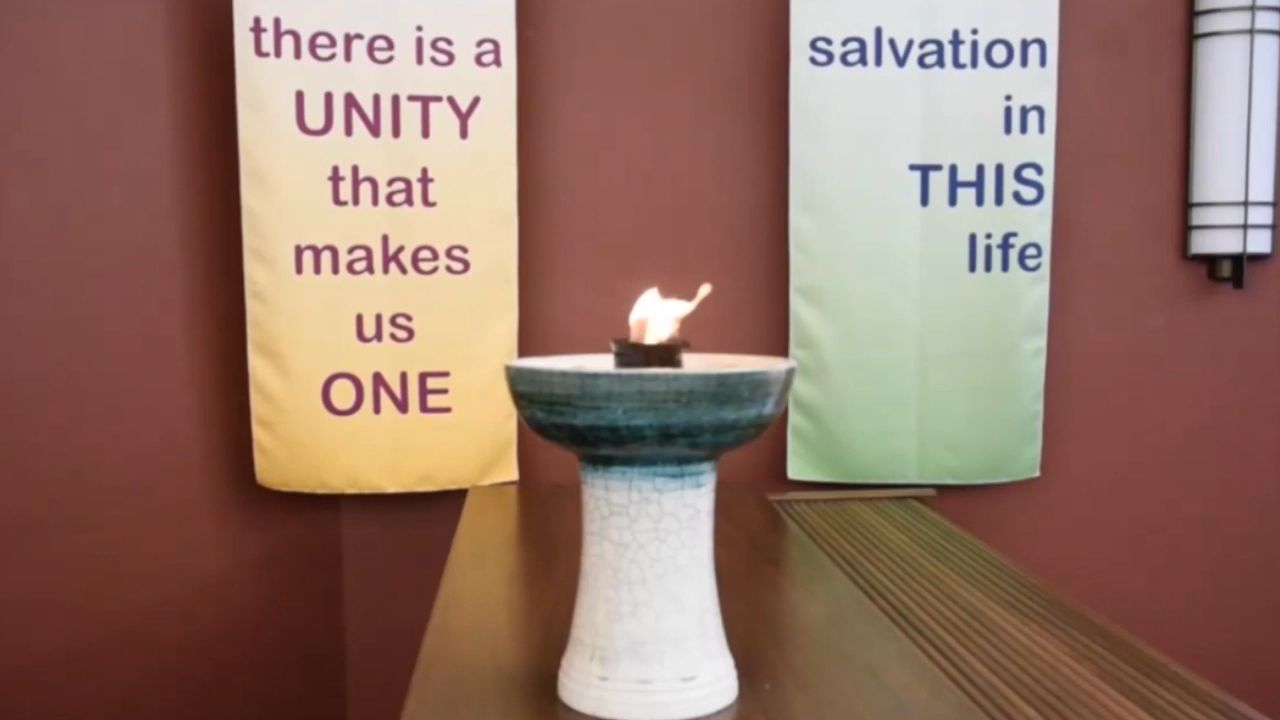 there is a
UNITY
that
makes
us
ONE
salvation
in
THIS
life